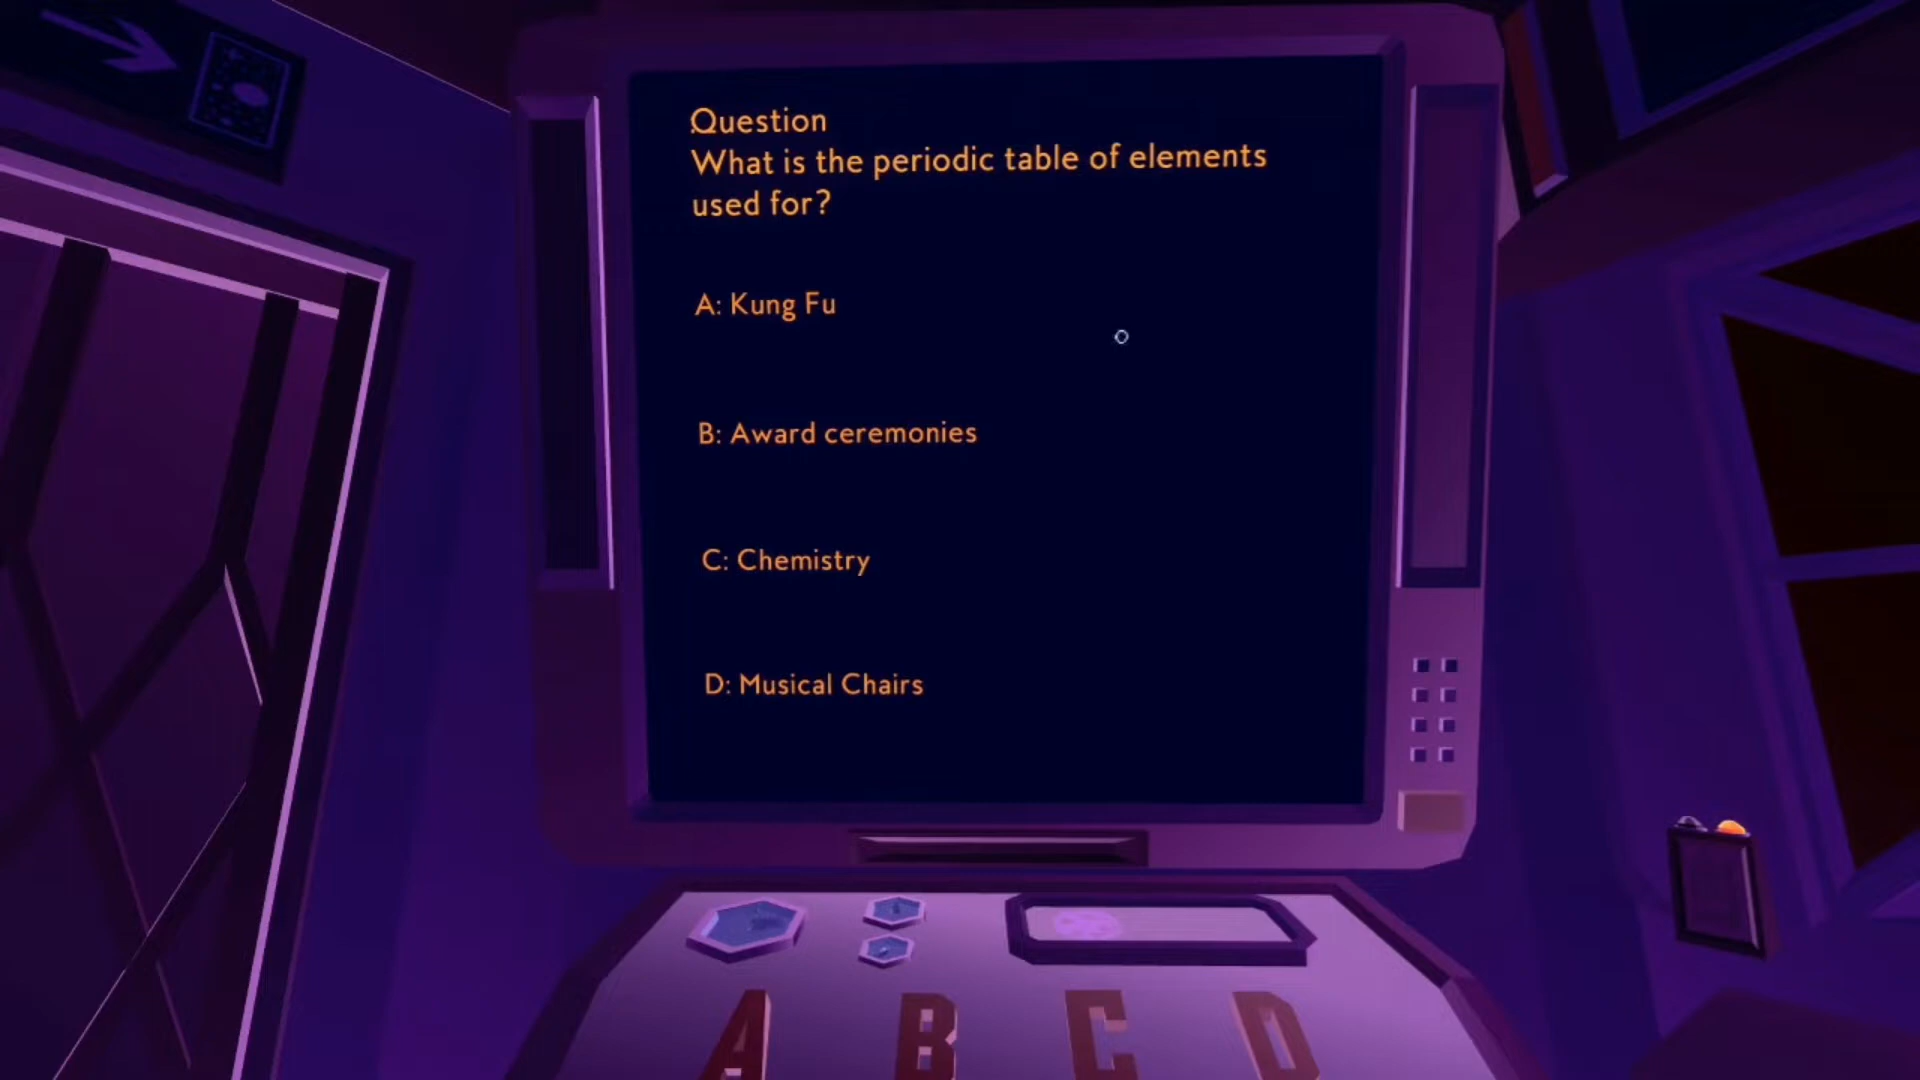 Question
What is the periodic table of elements
used for?
A: Kung Fu
B: Award ceremonies
C: Chemistry
D: Musical Chairs
A B C D